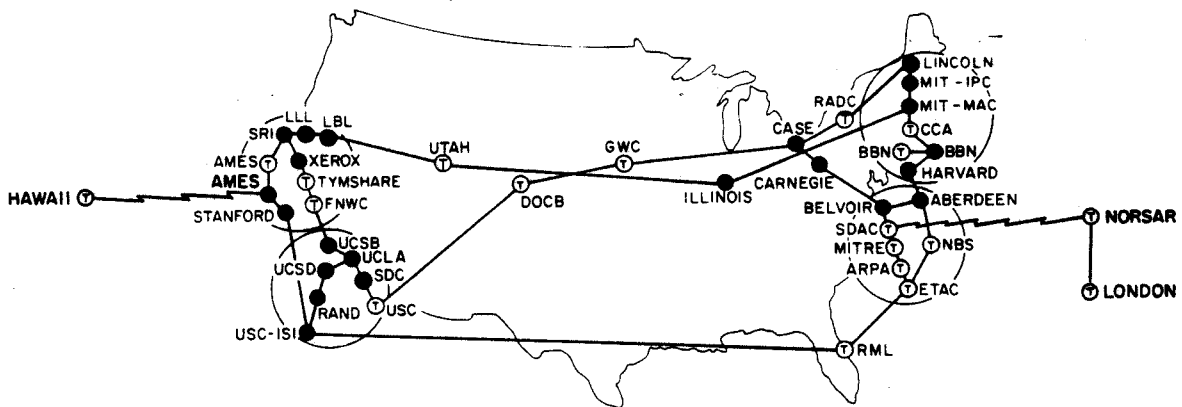 LINCOLN
MIT-IPC
RADC
MIT-MAC
LLL
LBL
SRI
CASE
CCA
UTAH
GWC
BBN
BBN
AMES
XEROX
HARVARD
AMES
TYMSHARE
CARNEGIE
HAWAII
T
FNWC
DOCB
ILLINOIS
ABERDEEN
STANFORD
BELVOIR
NORSAR
SDAC
UCSB
MITRE
NBS
UCLA
UCSD
SDC
ARPA
ETAC
LONDON
RAND
USC
USC-ISI
RML